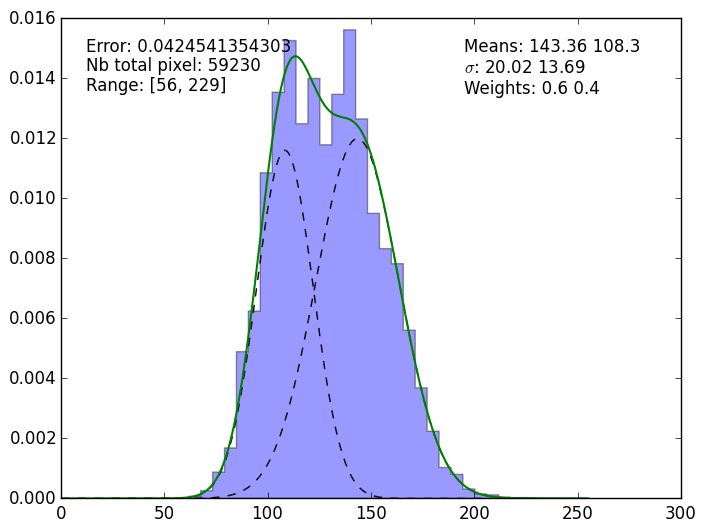 Error: 0.0424541354303
Nb total pixel: 59230
Range: [56, 229]
Means: 143.36 108.3
σ: 20.02 13.69
Weights: 0.6 0.4
0.016
0.014
0.012
0.010
0.008
0.006
0.004
0.002
0.000
0 50 100 150 200 250 300